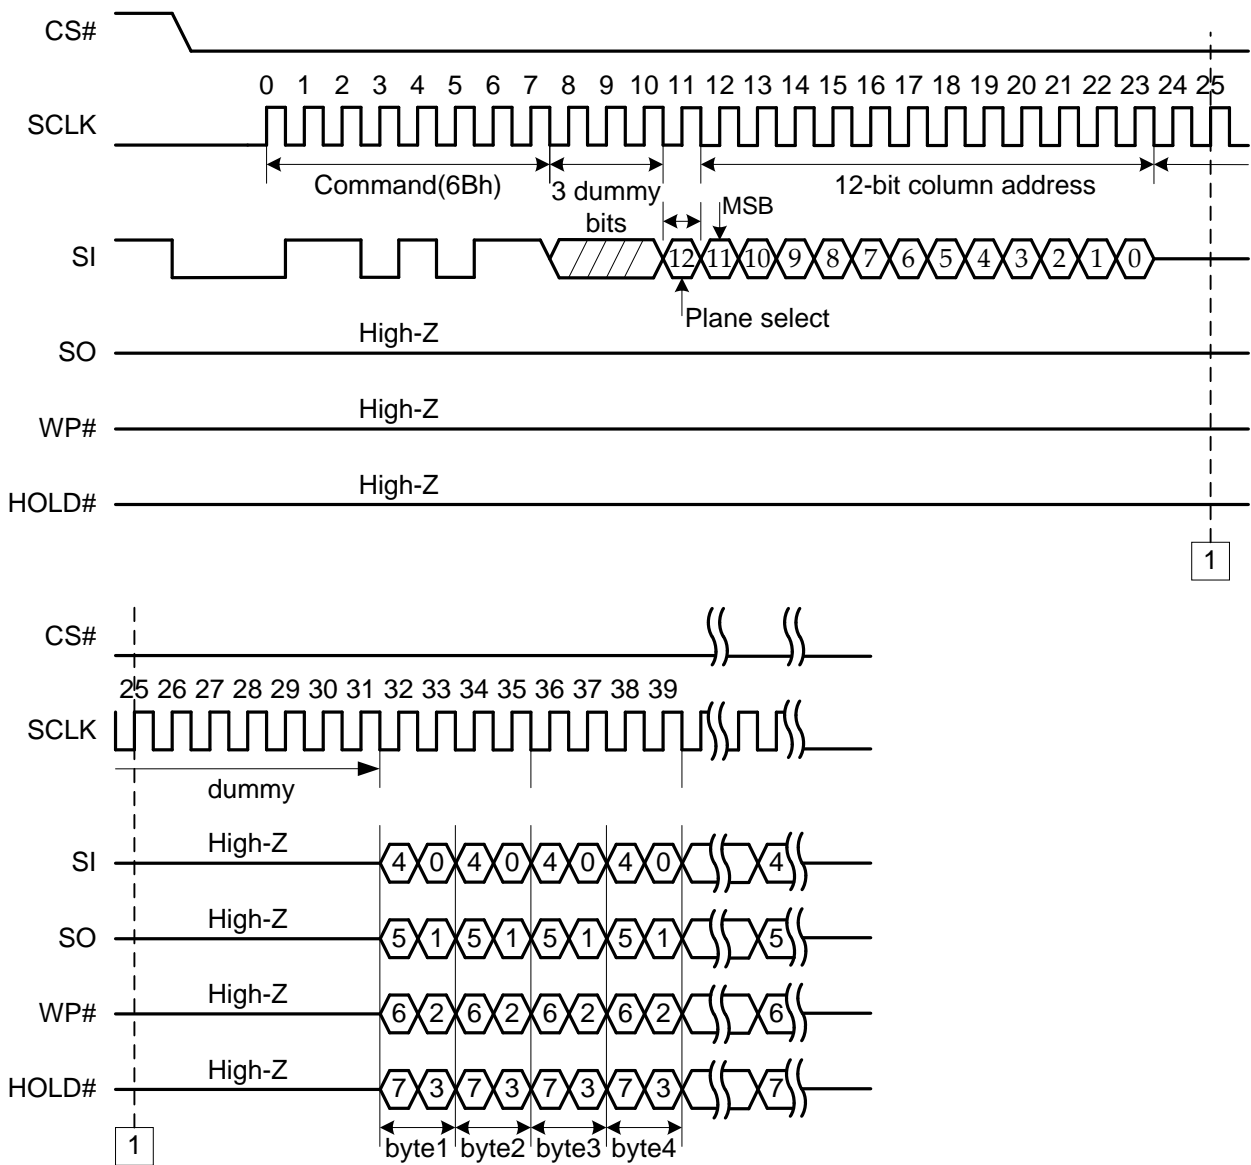 CS#
0 1 2 3 4 5 6 7 8 9 10 11 12 13 14 15 16 17 18 19 20 21 22 23 24 25
SCLK
Command(6Bh)
3 dummy
bits
12-bit column address
MSB
SI
12 11 10 9 8 7 6 5 4 3 2 1 0
Plane select
High-Z
SO
High-Z
WP#
High-Z
HOLD#
1
CS#
25 26 27 28 29 30 31 32 33 34 35 36 37 38 39
SCLK
dummy
High-Z
SI
4 0 4 0 4 0 4 0 4
High-Z
SO
5 1 5 1 5 1 5 1 5
High-Z
WP#
6 2 6 2 6 2 6 2 6
High-Z
HOLD#
7 3 7 3 7 3 7 3 7
1
byte1 byte2 byte3 byte4